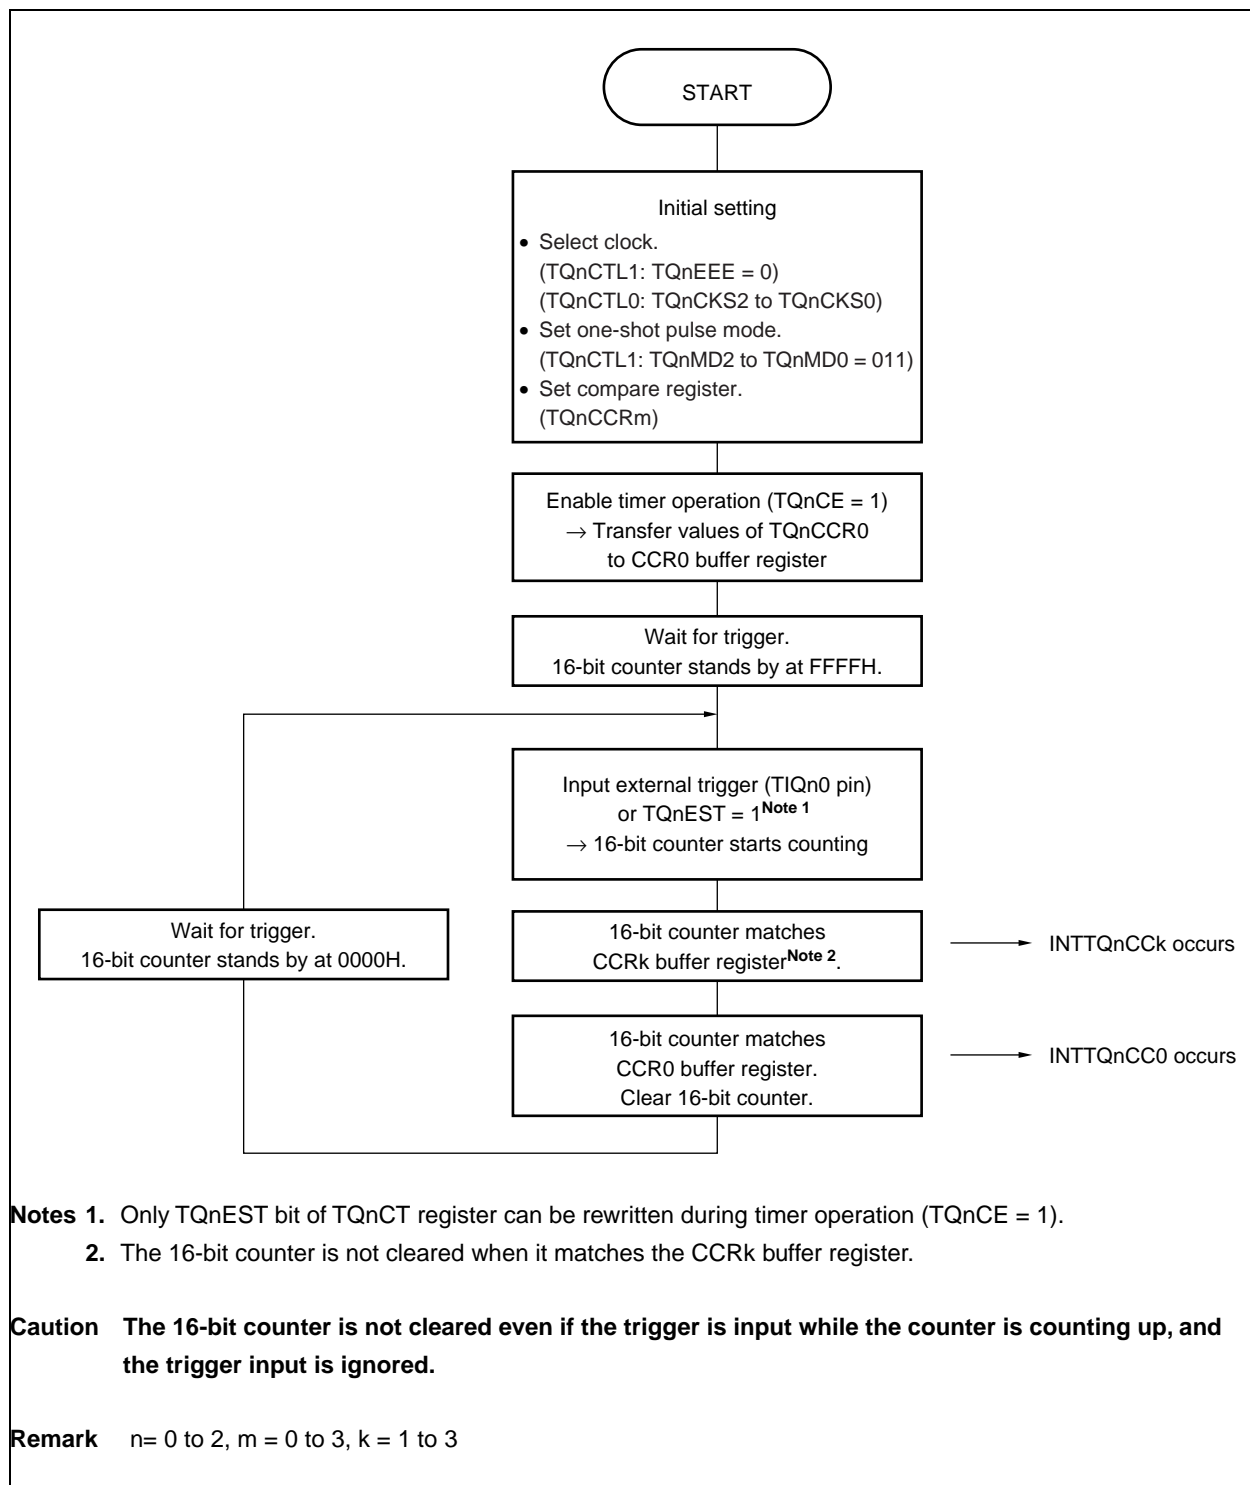 START
Initial setting
• Select clock.
(TQnCTL1: TQnEEE = 0)
(TQnCTL0: TQnCKS2 to TQnCKS0)
• Set one-shot pulse mode.
(TQnCTL1: TQnMD2 to TQnMD0 = 011)
• Set compare register.
(TQnCCRm)
Enable timer operation (TQnCE = 1)
→ Transfer values of TQnCCR0
to CCR0 buffer register
Wait for trigger.
16-bit counter stands by at FFFFH.
Input external trigger (TIQn0 pin)
or TQnEST = 1Note 1
→ 16-bit counter starts counting
Wait for trigger.
16-bit counter stands by at 0000H.
16-bit counter matches
CCRk buffer registerNote 2.
INTTQnCCk occurs
16-bit counter matches
CCR0 buffer register.
Clear 16-bit counter.
INTTQnCC0 occurs
Notes 1. Only TQnEST bit of TQnCT register can be rewritten during timer operation (TQnCE = 1).
2. The 16-bit counter is not cleared when it matches the CCRk buffer register.
Caution The 16-bit counter is not cleared even if the trigger is input while the counter is counting up, and
the trigger input is ignored.
Remark n= 0 to 2, m = 0 to 3, k = 1 to 3